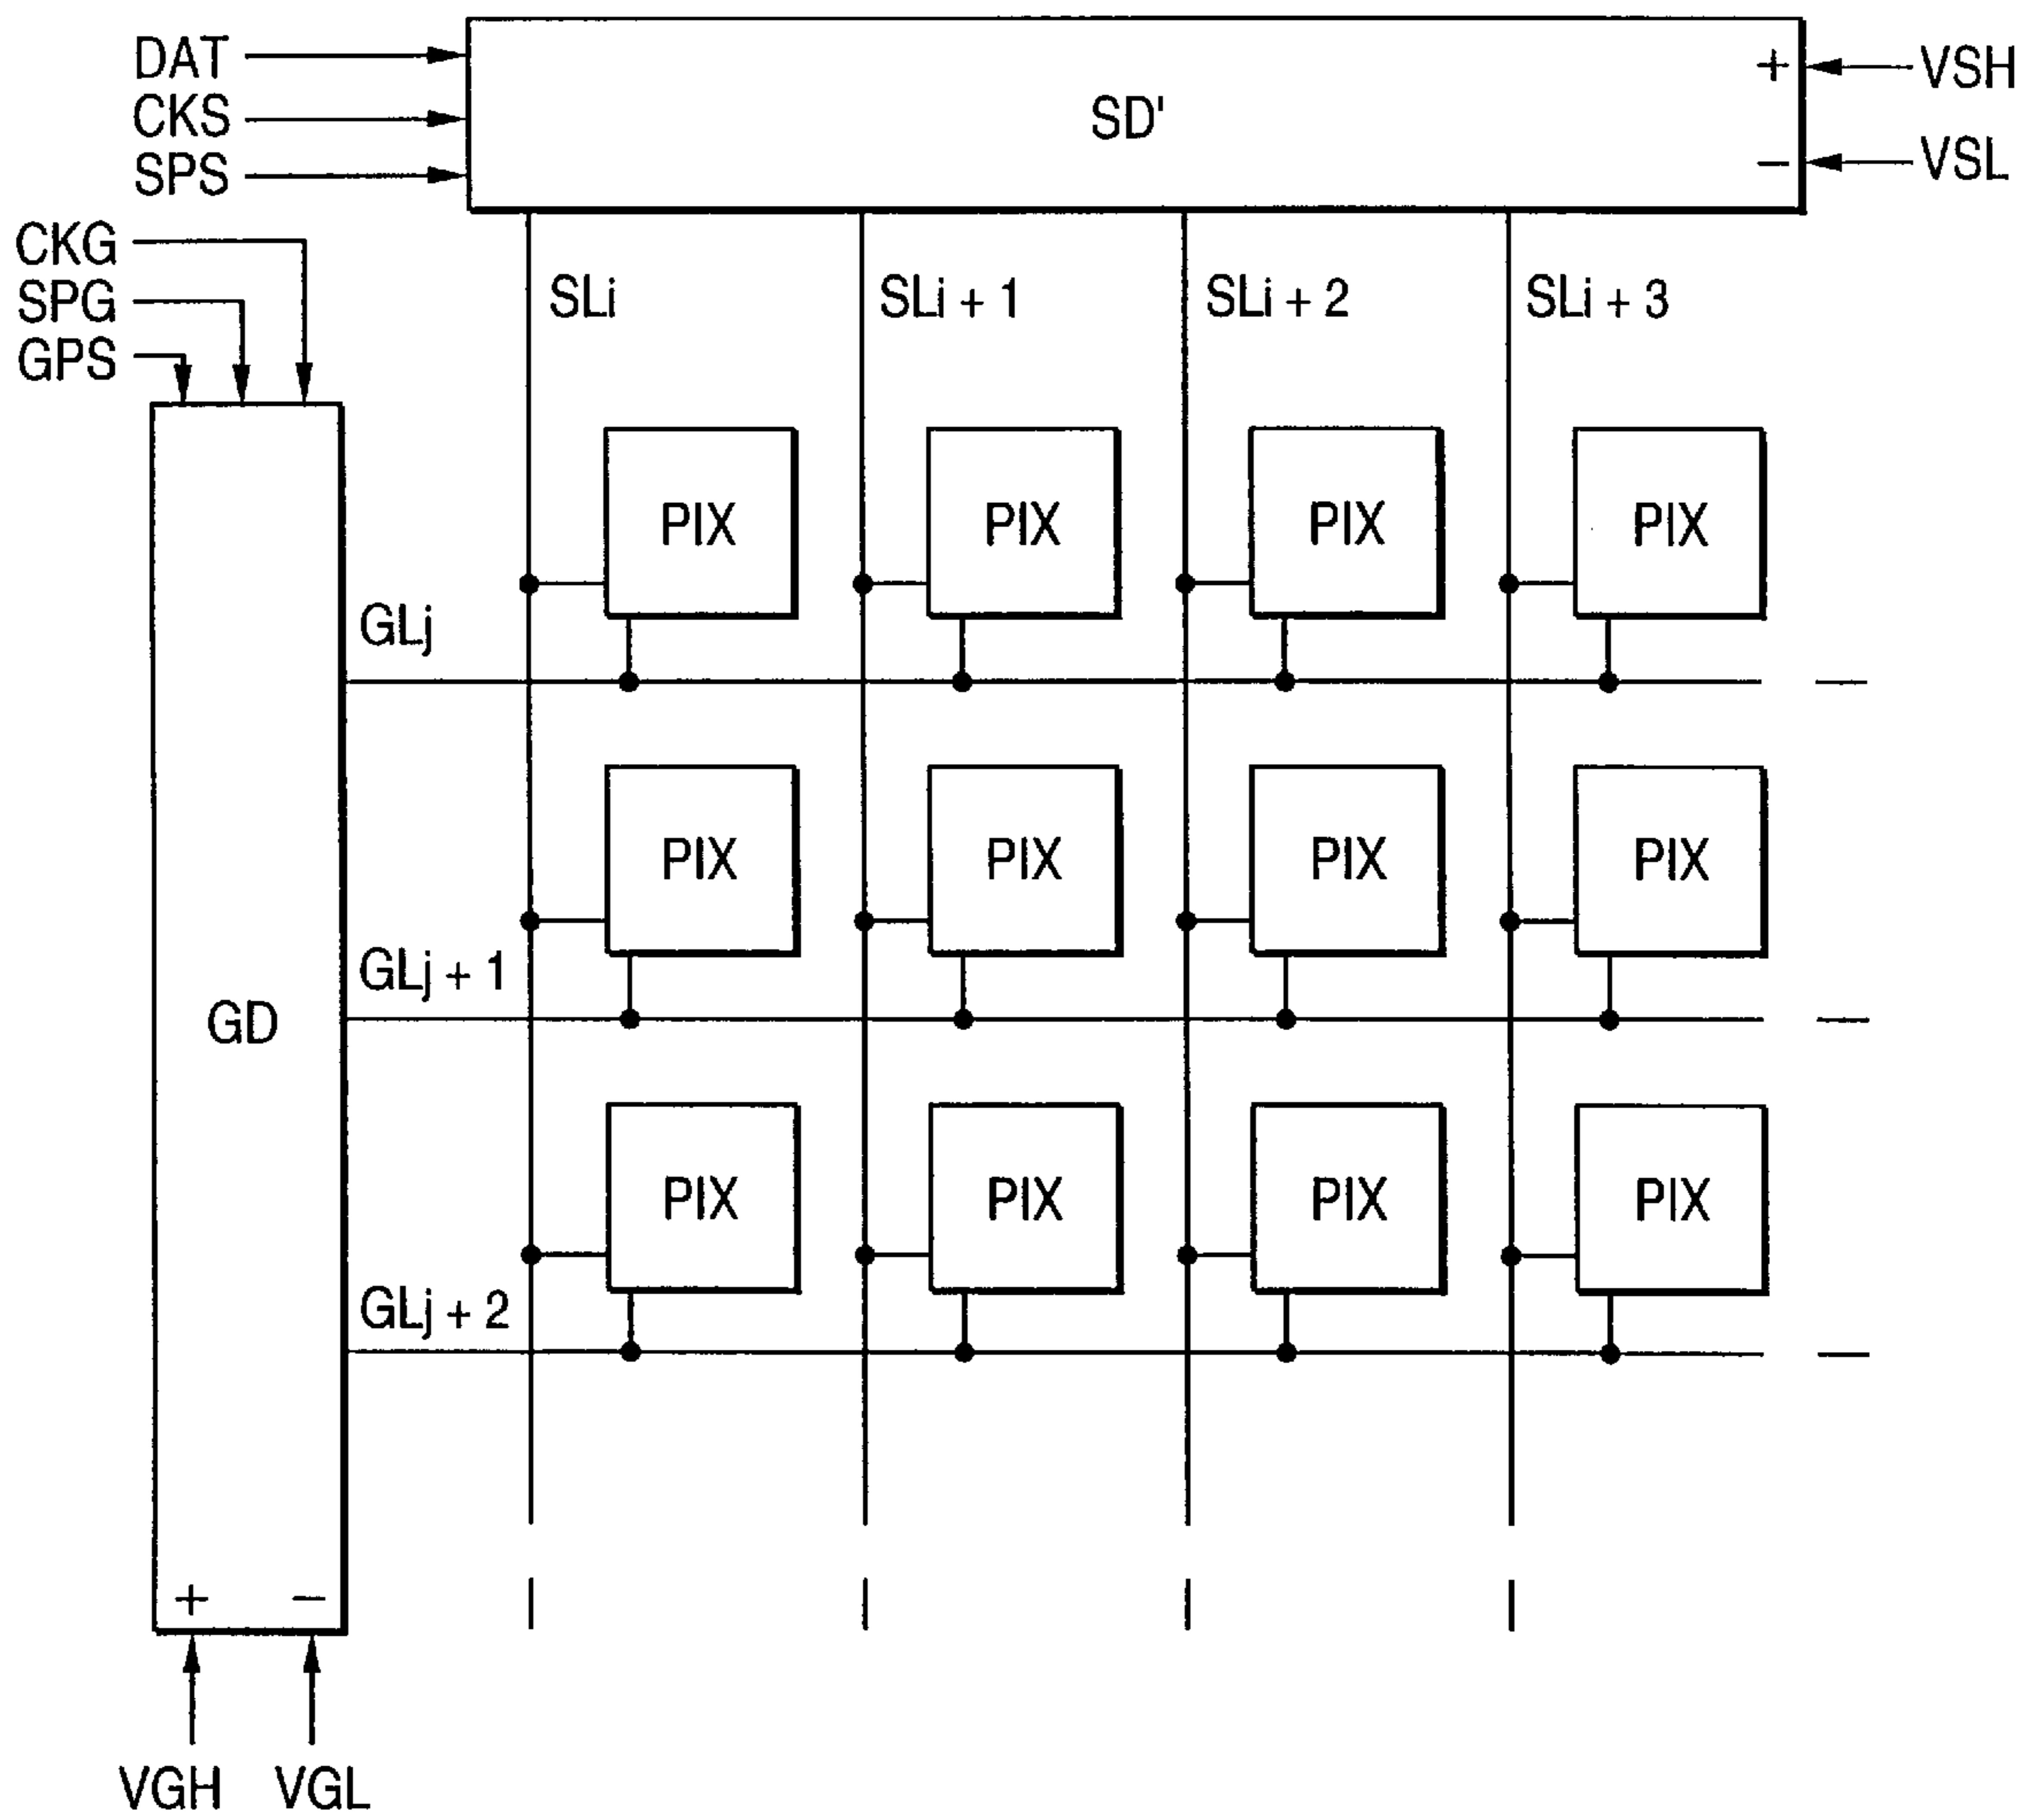 DAT
CKS
SPS
SD'
+
VSH
−
VSL
CKG
SPG
GPS
SLi
SLi + 1
SLi + 2
SLi + 3
PIX PIX PIX PIX
GLj
PIX PIX PIX PIX
GLj + 1
GD
PIX PIX PIX PIX
GLj + 2
+ −
VGH VGL